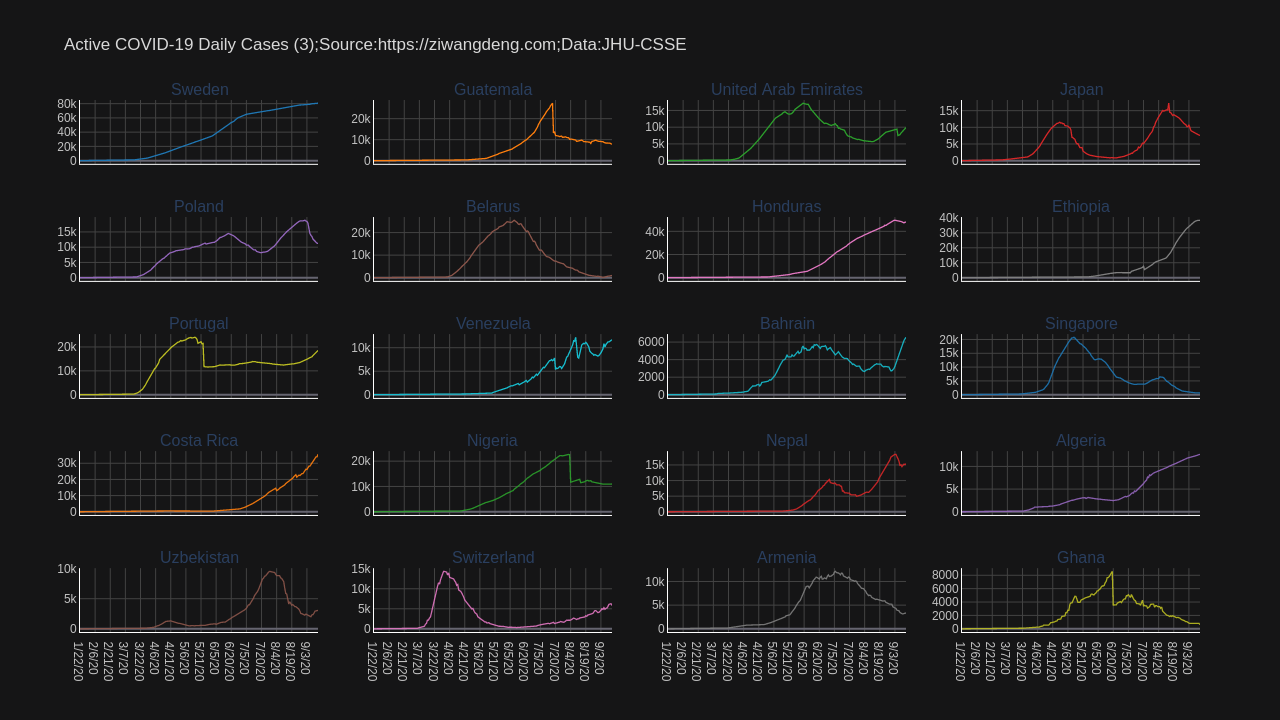 Active COVID-19 Daily Cases (3);Source:https://ziwangdeng.com;Data:JHU-CSSE
Sweden
80k
60k
40k
20k
0
Guatemala
20k
10k
0
United Arab Emirates
15k
10k
5k
0
Japan
15k
10k
5k
0
Poland
15k
10k
5k
0
Belarus
20k
10k
0
Honduras
40k
20k
0
Ethiopia
40k
30k
20k
10k
0
Portugal
20k
10k
0
Venezuela
10k
5k
0
Bahrain
6000
4000
2000
0
Singapore
20k
15k
10k
5k
0
Costa Rica
30k
20k
10k
0
Nigeria
20k
10k
0
Nepal
15k
10k
5k
0
Algeria
10k
5k
0
Uzbekistan
10k
5k
0
1/22/20
2/6/20
2/21/20
3/7/20
3/22/20
4/6/20
4/21/20
5/6/20
5/21/20
6/5/20
6/20/20
7/5/20
7/20/20
8/4/20
8/19/20
9/3/20
Switzerland
15k
10k
5k
0
1/22/20
2/6/20
2/21/20
3/7/20
3/22/20
4/6/20
4/21/20
5/6/20
5/21/20
6/5/20
6/20/20
7/5/20
7/20/20
8/4/20
8/19/20
9/3/20
Armenia
10k
5k
0
1/22/20
2/6/20
2/21/20
3/7/20
3/22/20
4/6/20
4/21/20
5/6/20
5/21/20
6/5/20
6/20/20
7/5/20
7/20/20
8/4/20
8/19/20
9/3/20
Ghana
8000
6000
4000
2000
0
1/22/20
2/6/20
2/21/20
3/7/20
3/22/20
4/6/20
4/21/20
5/6/20
5/21/20
6/5/20
6/20/20
7/5/20
7/20/20
8/4/20
8/19/20
9/3/20